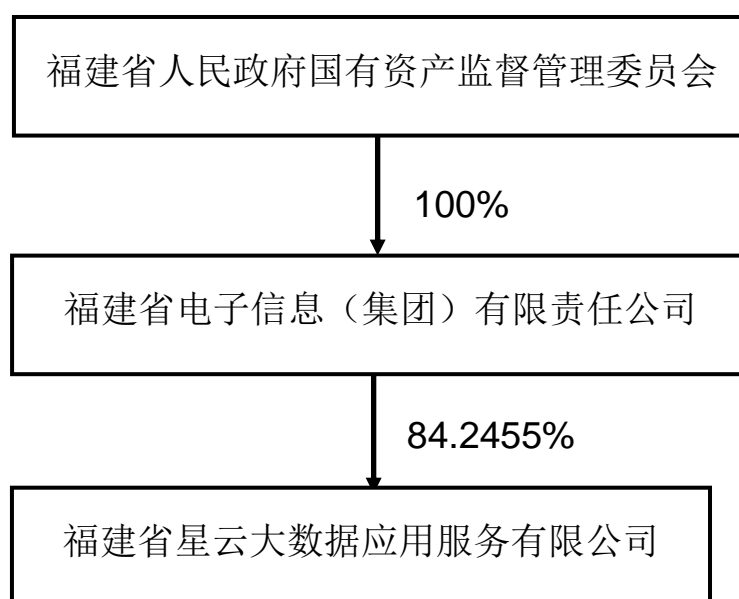 福建省人民政府国有资产监督管理委员会
100%
福建省电子信息（集团）有限责任公司
84.2455%
福建省星云大数据应用服务有限公司